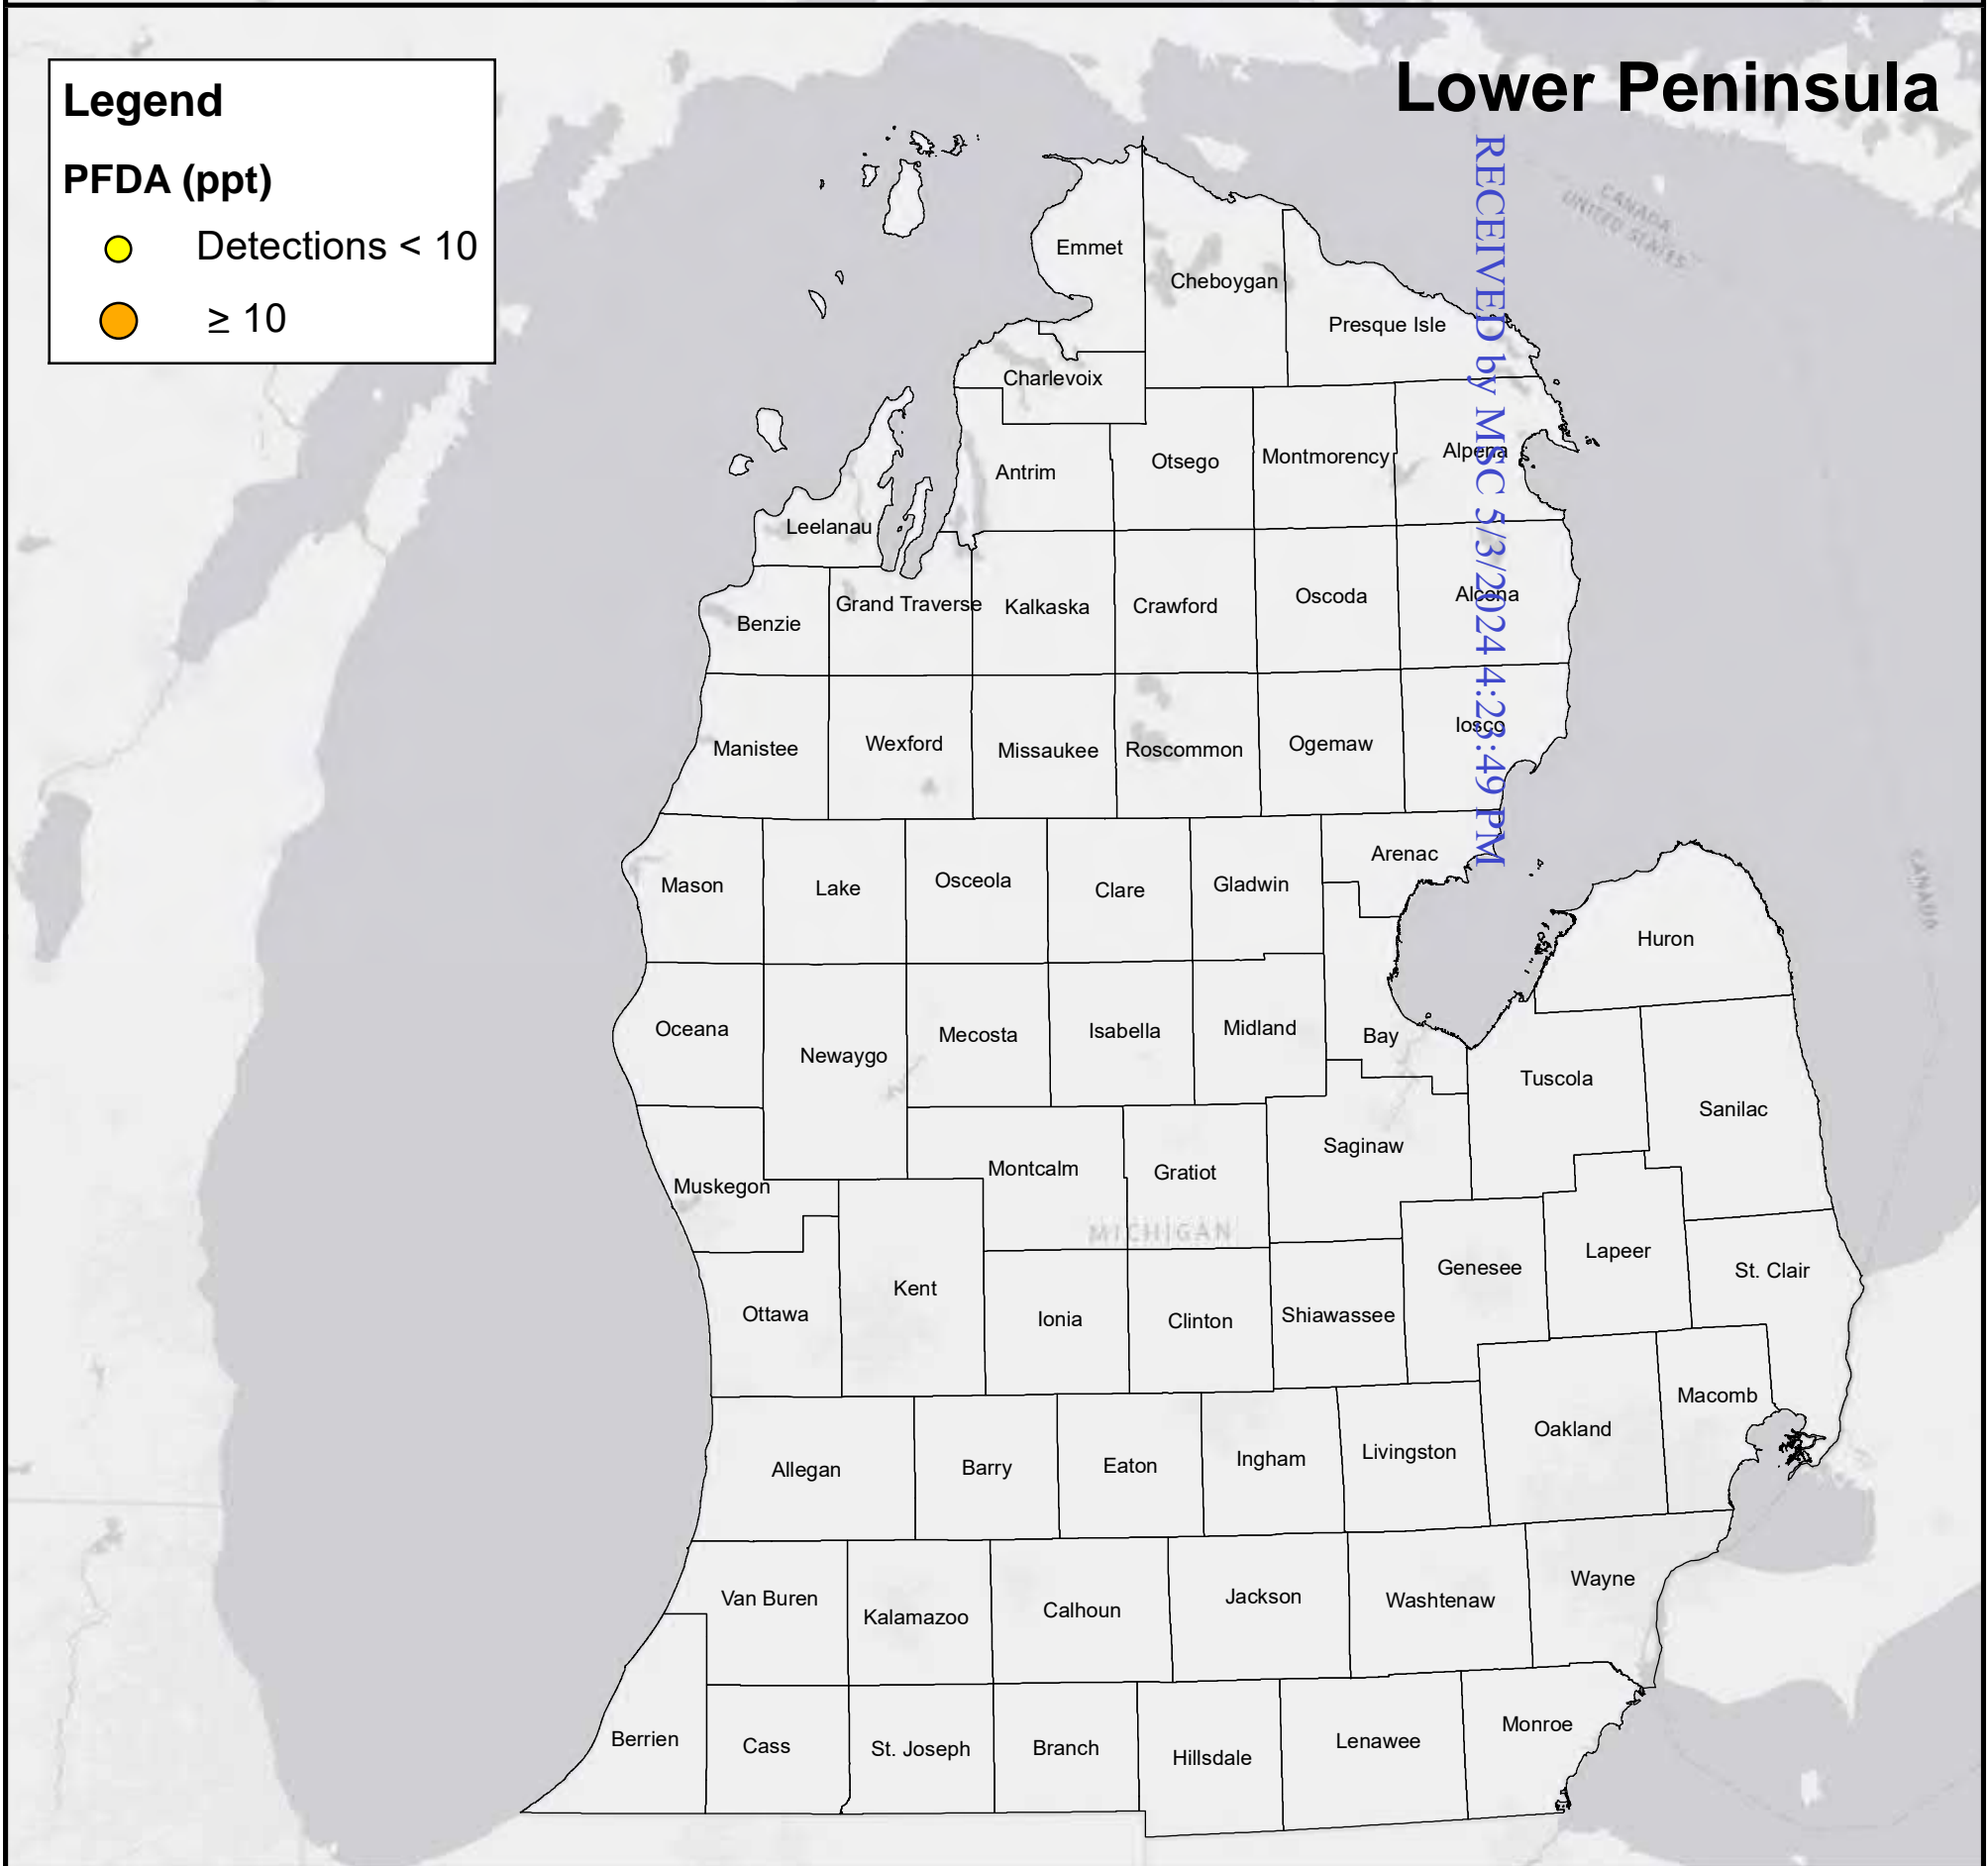 Lower Peninsula
Legend
PFDA (ppt)
Detections < 10
≥ 10
RECEIVED by MSC 5/3/2024 4:23:49 PM
CANADA
UNITED STATES
Emmet
Cheboygan
Presque Isle
Charlevoix
Antrim
Otsego
Montmorency
Alpena
Leelanau
Benzie
Grand Traverse
Kalkaska
Crawford
Oscoda
Alcona
Manistee
Wexford
Missaukee
Roscommon
Ogemaw
Iosco
Mason
Lake
Osceola
Clare
Gladwin
Arenac
Huron
Oceana
Newaygo
Mecosta
Isabella
Midland
Bay
Tuscola
Sanilac
Muskegon
Montcalm
Gratiot
Saginaw
MICHIGAN
Ottawa
Kent
Ionia
Clinton
Shiawassee
Genesee
Lapeer
St. Clair
Allegan
Barry
Eaton
Ingham
Livingston
Oakland
Macomb
Van Buren
Kalamazoo
Calhoun
Jackson
Washtenaw
Wayne
Berrien
Cass
St. Joseph
Branch
Hillsdale
Lenawee
Monroe